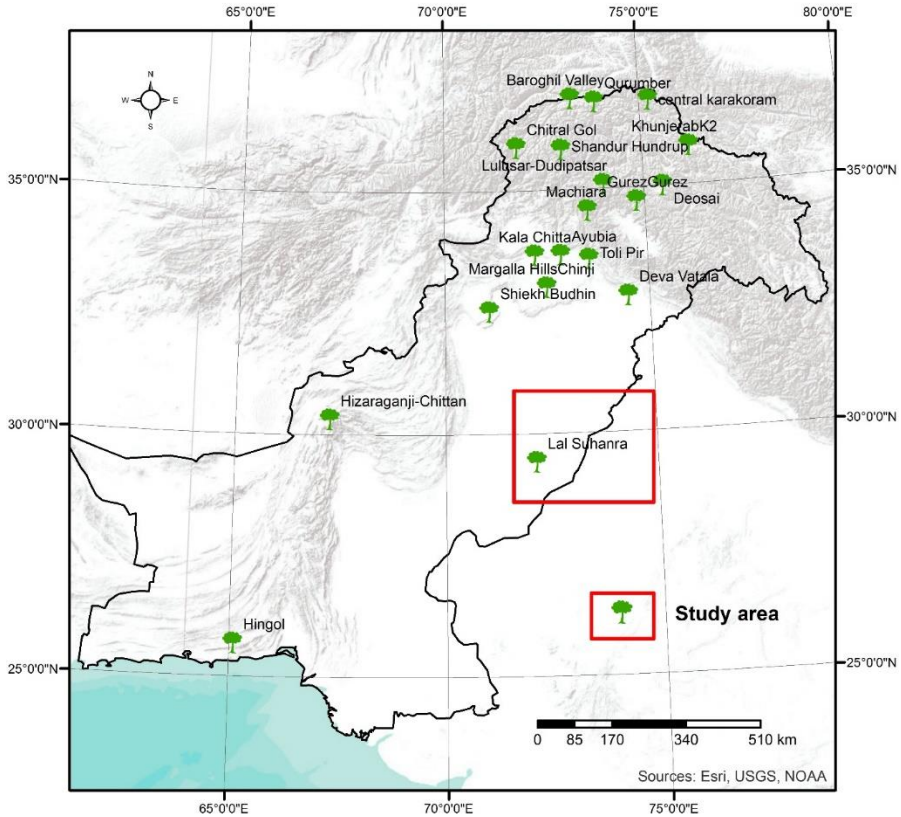 65°0'0"E 70°0'0"E 75°0'0"E 80°0'0"E
N
W E
S
Baroghil Valley Qurumber
central karakoram
KhunjerabK2
Chitral Gol
Shandur Hundrup
Lulusar-Dudipatsar
35°0'0"N 35°0'0"N
GurezGurez
Machiara
Deosai
Kala Chitta Ayubia
Toli Pir
Margalla HillsChinji
Deva Vatala
Shiekh Budhin
Hizaraganji-Chittan
30°0'0"N 30°0'0"N
Lal Suhanra
Study area
Hingol
25°0'0"N 25°0'0"N
0 85 170 340 510 km
Sources: Esri, USGS, NOAA
65°0'0"E 70°0'0"E 75°0'0"E